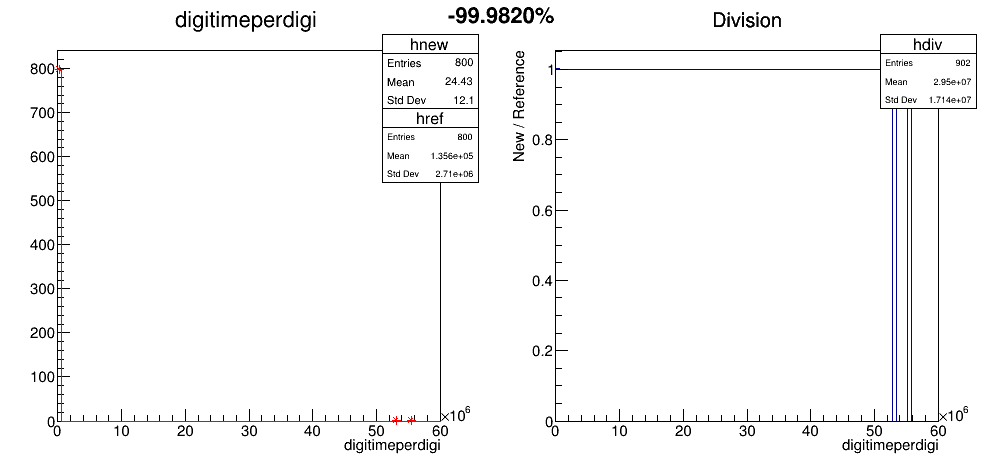 -99.9820%
digitimeperdigi
hnew
Entries 800
Mean 24.43
Std Dev 12.1
href
Entries 800
Mean 1.356e+05
Std Dev 2.71e+06
800
700
600
500
400
300
200
100
0
0 10 20 30 40 50 60
×10⁶
digitimeperdigi
Division
hdiv
Entries 902
Mean 2.95e+07
Std Dev 1.714e+07
New / Reference
1
0.8
0.6
0.4
0.2
0
0 10 20 30 40 50 60
×10⁶
digitimeperdigi